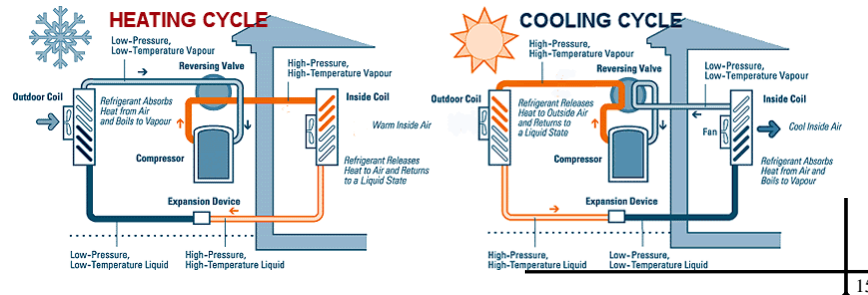 HEATING CYCLE
Low-Pressure,
Low-Temperature Vapour
Reversing Valve
High-Pressure,
High-Temperature Vapour
Outdoor Coil
Refrigerant Absorbs
Heat from Air
and Boils to Vapour
Inside Coil
Warm Inside Air
Compressor
Refrigerant Releases
Heat to Air and Returns
to a Liquid State
Expansion Device
Low-Pressure,
Low-Temperature Liquid
High-Pressure,
High-Temperature Liquid
COOLING CYCLE
High-Pressure,
High-Temperature Vapour
Reversing Valve
Low-Pressure,
Low-Temperature Vapour
Outdoor Coil
Refrigerant Releases
Heat to Outside Air
and Returns to
a Liquid State
Inside Coil
Fan
Cool Inside Air
Compressor
Refrigerant Absorbs
Heat from Air and
Boils to Vapour
Expansion Device
High-Pressure,
High-Temperature Liquid
Low-Pressure,
Low-Temperature Liquid